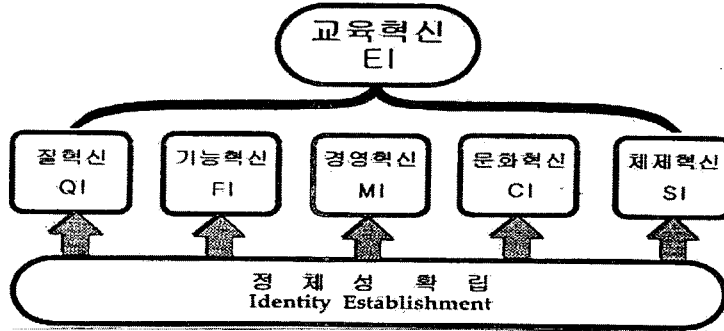 교육혁신
EI
질혁신
QI
기능혁신
FI
경영혁신
MI
문화혁신
CI
체제혁신
SI
정 체 성 확 립
Identity Establishment